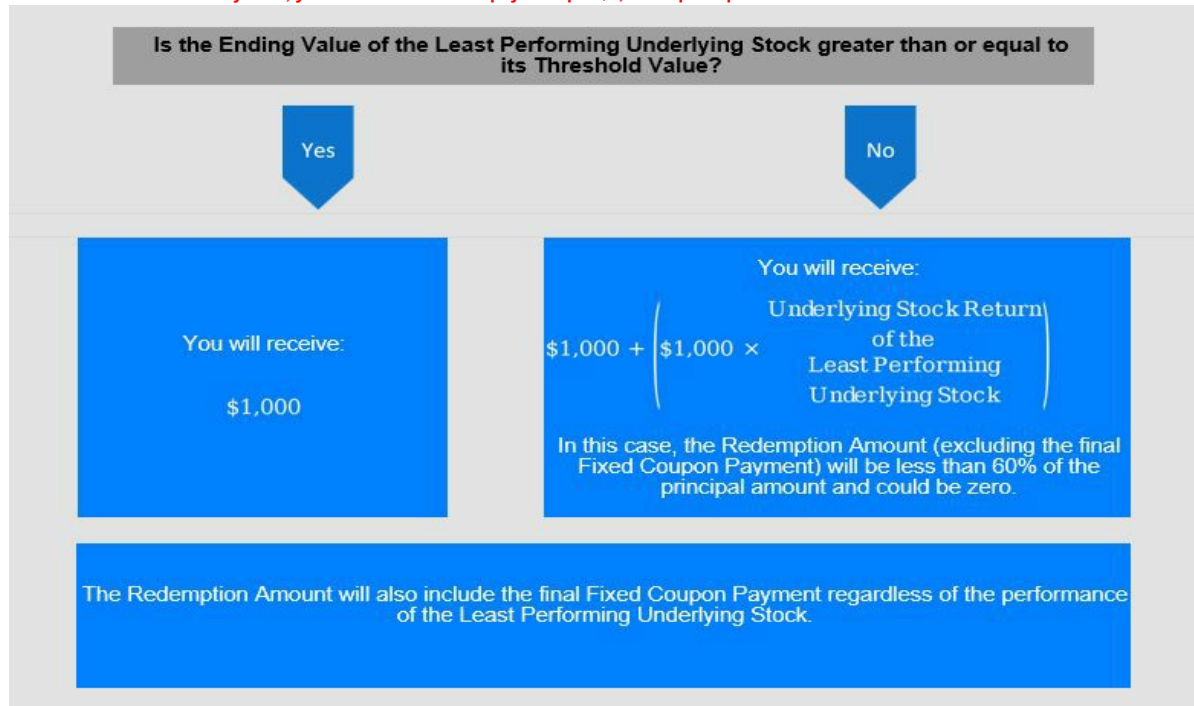 Is the Ending Value of the Least Performing Underlying Stock greater than or equal to
its Threshold Value?
Yes
No
You will receive:
$1,000
You will receive:
$1,000 + ($1,000 × Underlying Stock Return
of the
Least Performing
Underlying Stock)
In this case, the Redemption Amount (excluding the final
Fixed Coupon Payment) will be less than 60% of the
principal amount and could be zero.
The Redemption Amount will also include the final Fixed Coupon Payment regardless of the performance
of the Least Performing Underlying Stock.